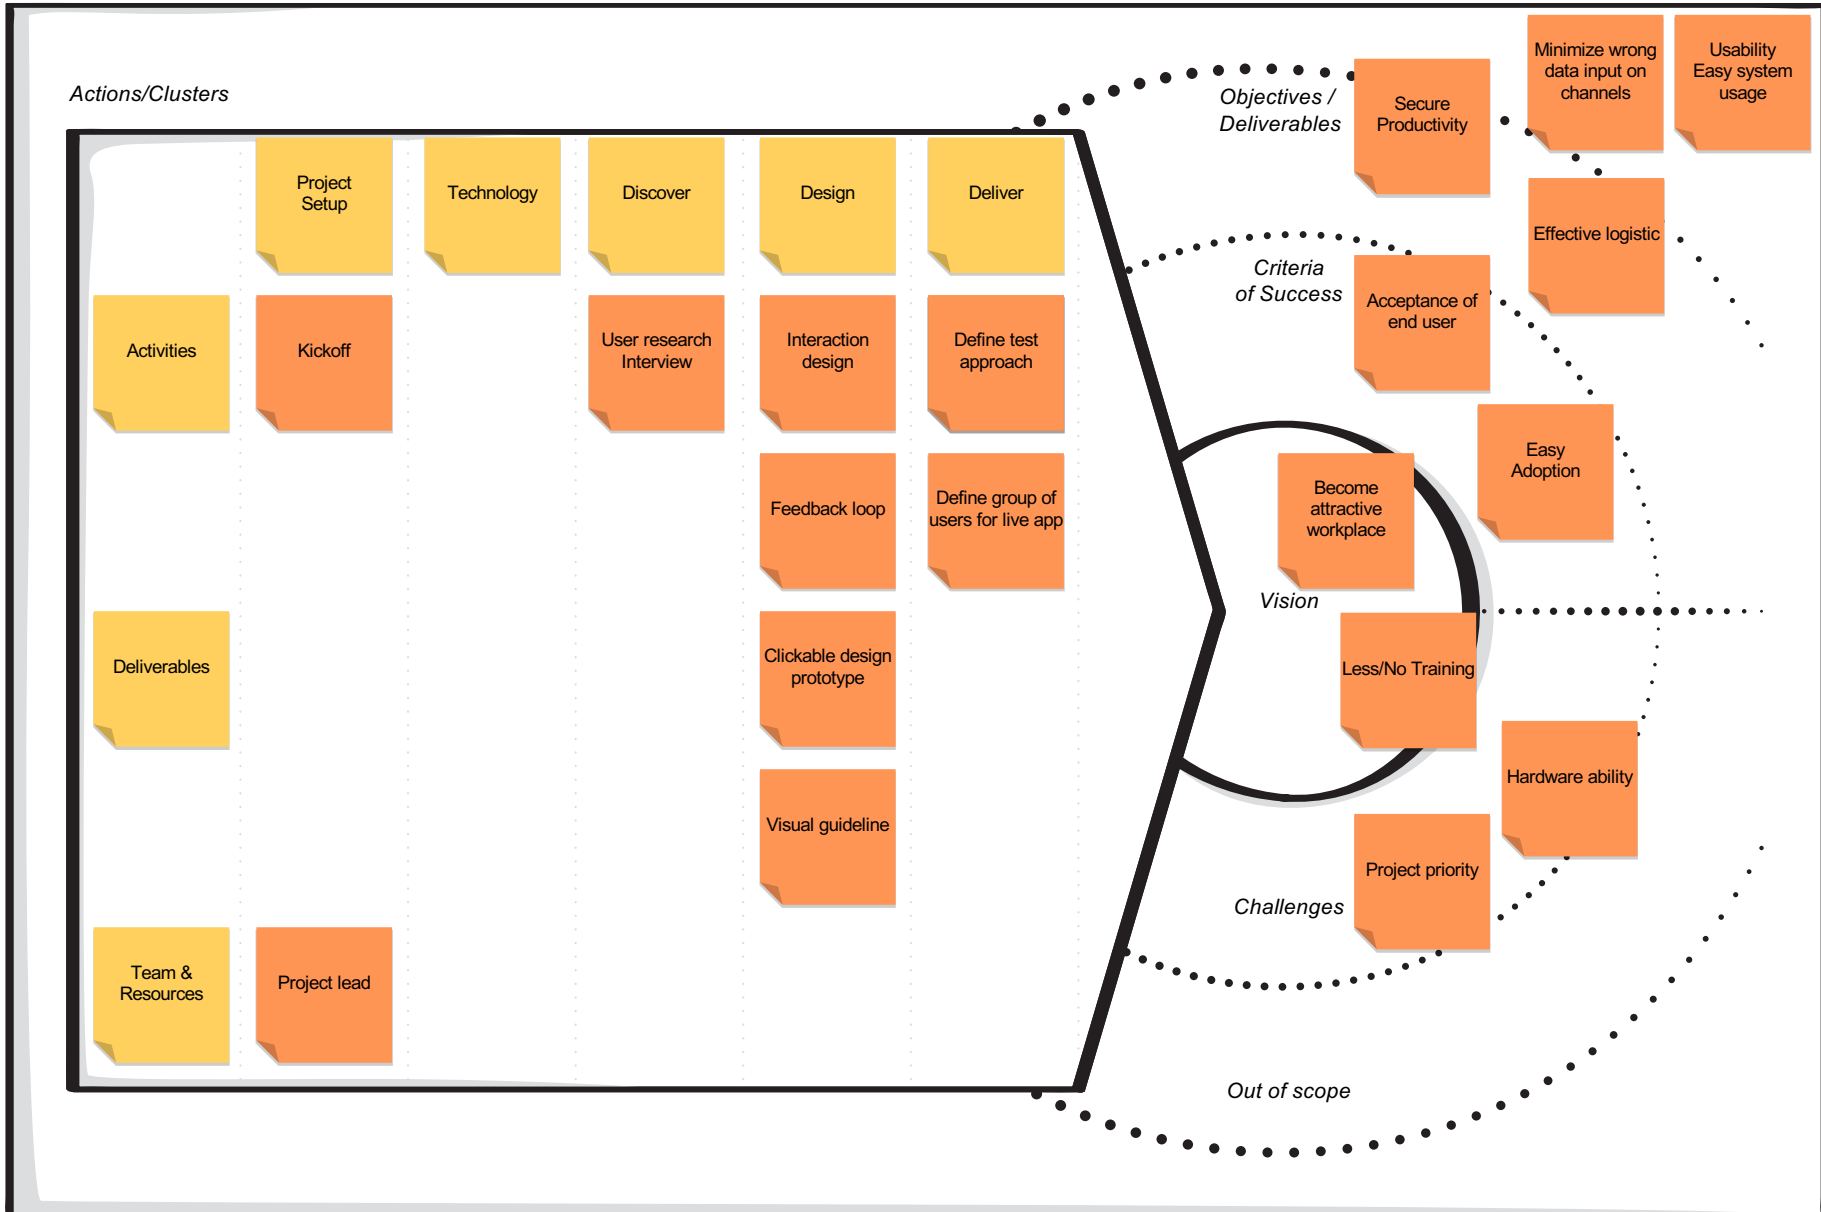 Actions/Clusters
Project
Setup
Technology
Discover
Design
Deliver
Activities
Kickoff
User research
Interview
Interaction
design
Define test
approach
Feedback loop
Define group of
users for live app
Deliverables
Clickable design
prototype
Visual guideline
Team &
Resources
Project lead
Objectives /
Deliverables
Secure
Productivity
Minimize wrong
data input on
channels
Usability
Easy system
usage
Effective logistic
Criteria
of Success
Acceptance of
end user
Easy
Adoption
Become
attractive
workplace
Vision
Less/No Training
Hardware ability
Project priority
Challenges
Out of scope